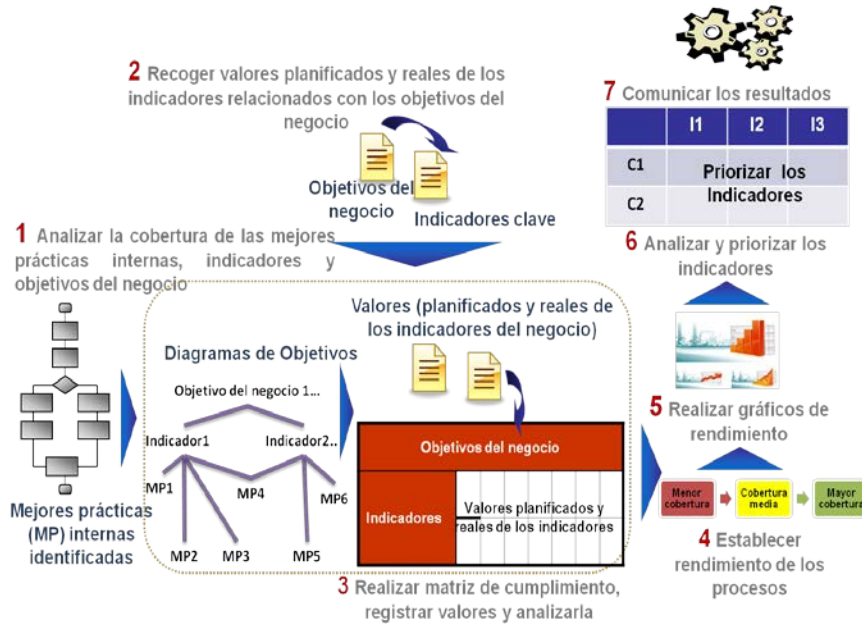 2 Recoger valores planificados y reales de los
indicadores relacionados con los objetivos del
negocio
Objetivos del
negocio
Indicadores clave
1 Analizar la cobertura de las mejores
prácticas internas, indicadores y
objetivos del negocio
Mejores prácticas
(MP) internas
identificadas
Diagramas de Objetivos
Objetivo del negocio 1...
Indicador1
Indicador2..
MP1
MP4
MP6
MP2
MP3
MP5
Valores (planificados y reales de
los indicadores del negocio)
Objetivos del negocio
Indicadores
Valores planificados y
reales de los indicadores
3 Realizar matriz de cumplimiento,
registrar valores y analizarla
4 Establecer
rendimiento de los
procesos
Menor
cobertura
Cobertura
media
Mayor
cobertura
5 Realizar gráficos de
rendimiento
6 Analizar y priorizar los
indicadores
7 Comunicar los resultados
I1 I2 I3
C1
C2
Priorizar los
Indicadores